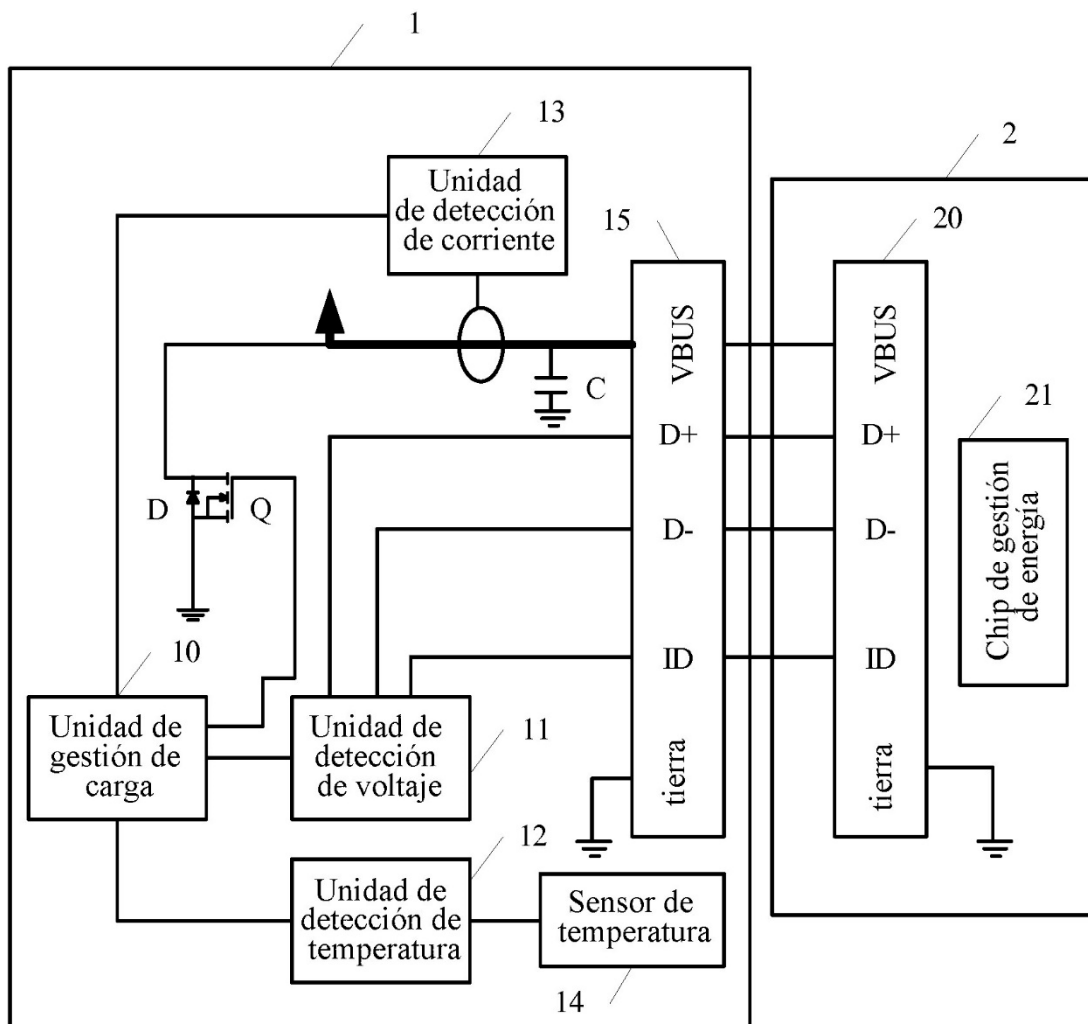 1
13
Unidad
de detección
de corriente
2
15
20
VBUS
VBUS
C
D+
D+
21
Chip de gestión
de energía
D
Q
D-
D-
10
ID
ID
Unidad de
gestión de
carga
Unidad de
detección
de voltaje
11
tierra
tierra
12
Unidad de
detección de
temperatura
Sensor de
temperatura
14